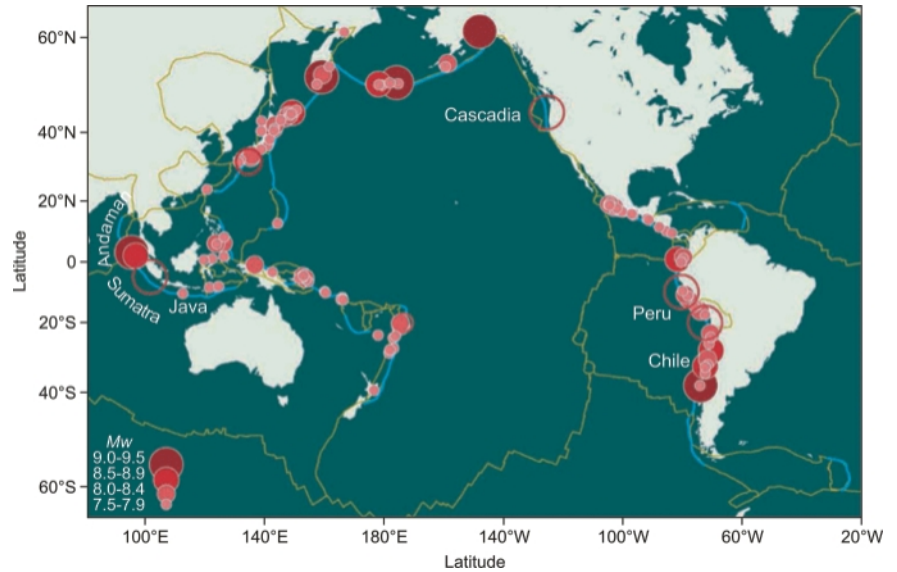 60°N
40°N
20°N
0
20°S
40°S
60°S
Latitude
Cascadia
Andaman
Sumatra
Java
Peru
Chile
Mw
9.0-9.5
8.5-8.9
8.0-8.4
7.5-7.9
100°E
140°E
180°E
140°W
100°W
60°W
20°W
Latitude